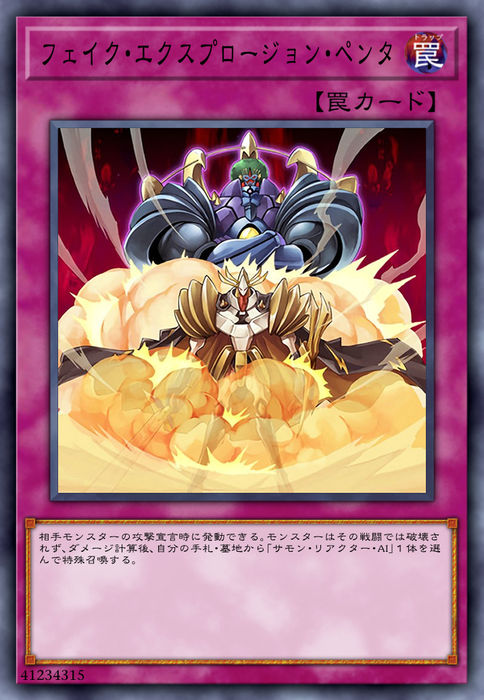 フェイク・エクスプロージョン・ペンタ
トラップ
罠
【罠カード】
相手モンスターの攻撃宣言時に発動できる。モンスターはその戦闘では破壊さ
れず、ダメージ計算後、自分の手札・墓地から「サモン・リアクター・AI」１体を選
んで特殊召喚する。
41234315